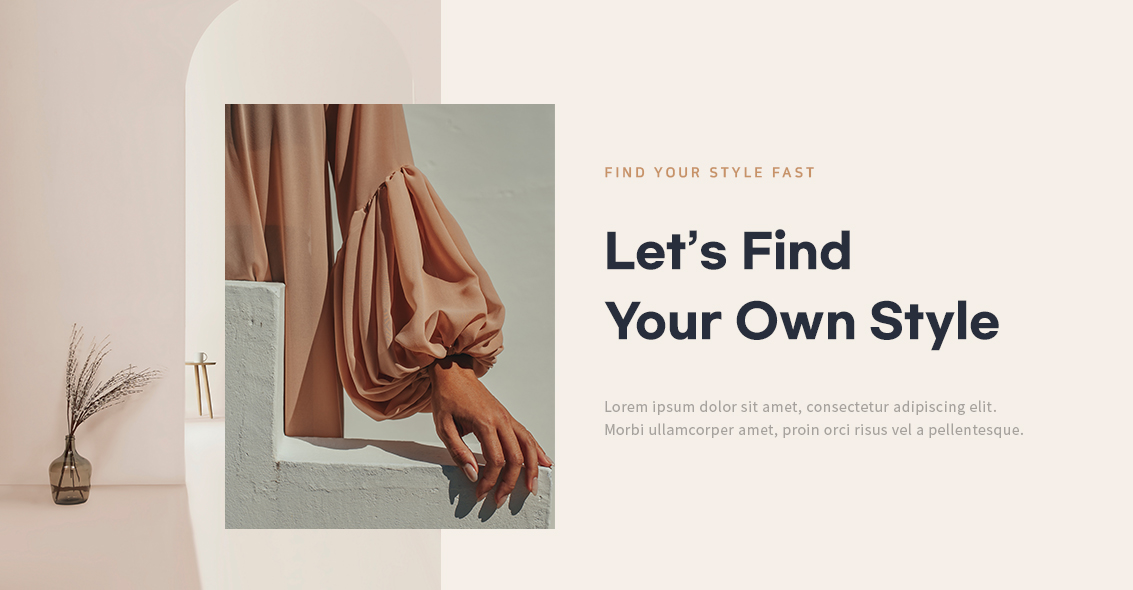 FIND YOUR STYLE FAST
Let’s Find
Your Own Style
Lorem ipsum dolor sit amet, consectetur adipiscing elit.
Morbi ullamcorper amet, proin orci risus vel a pellentesque.